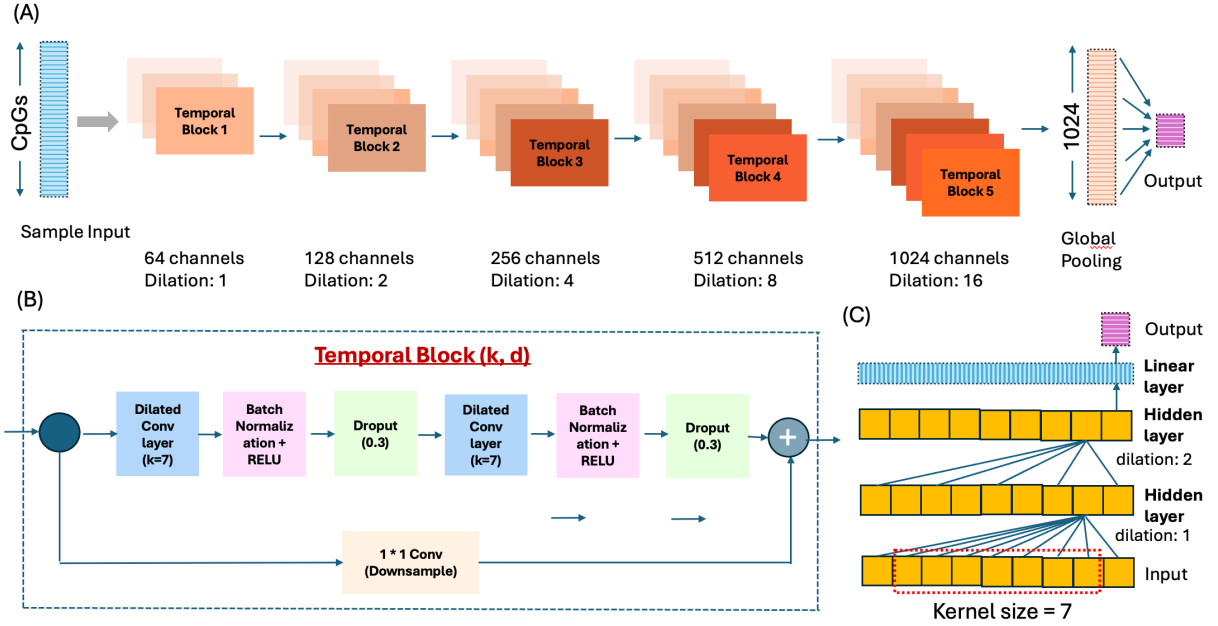 (A)
CpGs
Sample Input
Temporal
Block 1
Temporal
Block 2
Temporal
Block 3
Temporal
Block 4
Temporal
Block 5
1024
Output
Global
Pooling
64 channels
Dilation: 1
128 channels
Dilation: 2
256 channels
Dilation: 4
512 channels
Dilation: 8
1024 channels
Dilation: 16
(B)
Temporal Block (k, d)
Dilated
Conv
layer
(k=7)
Batch
Normaliz
ation +
RELU
Droput
(0.3)
Dilated
Conv
layer
(k=7)
Batch
Normaliz
ation +
RELU
Droput
(0.3)
+
1 * 1 Conv
(Downsample)
(C)
Output
Linear
layer
Hidden
layer
dilation: 2
Hidden
layer
dilation: 1
Input
Kernel size = 7